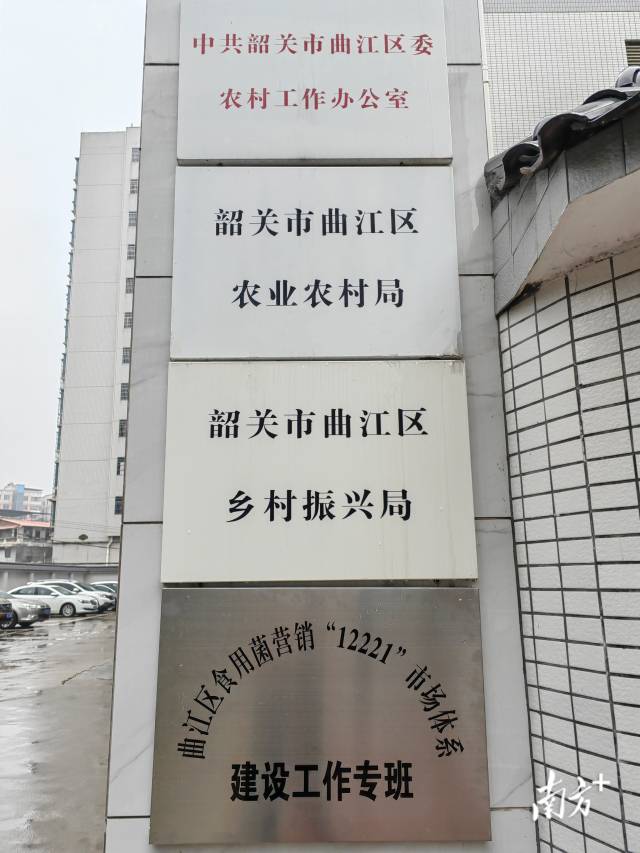 中共韶关市曲江区委
农村工作办公室
韶关市曲江区
农业农村局
韶关市曲江区
乡村振兴局
曲江区食用菌营销“12221”市场体系
建设工作专班
南方+